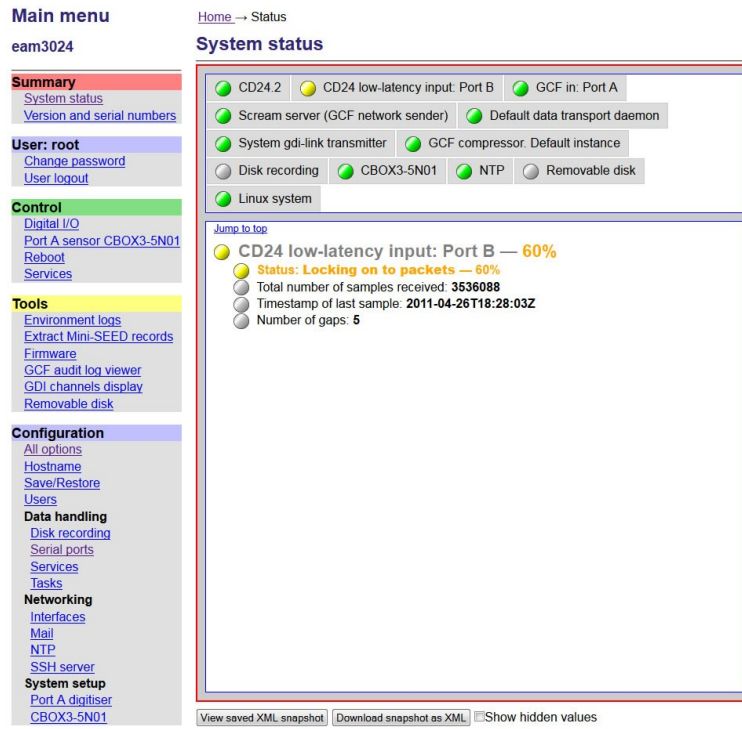 Main menu
eam3024
Summary
System status
Version and serial numbers
User: root
Change password
User logout
Control
Digital I/O
Port A sensor CBOX3-5N01
Reboot
Services
Tools
Environment logs
Extract Mini-SEED records
Firmware
GCF audit log viewer
GDI channels display
Removable disk
Configuration
All options
Hostname
Save/Restore
Users
Data handling
Disk recording
Serial ports
Services
Tasks
Networking
Interfaces
Mail
NTP
SSH server
System setup
Port A digitiser
CBOX3-5N01
Home → Status
System status
CD24.2 CD24 low-latency input: Port B GCF in: Port A
Scream server (GCF network sender) Default data transport daemon
System gdi-link transmitter GCF compressor. Default instance
Disk recording CBOX3-5N01 NTP Removable disk
Linux system
Jump to top
CD24 low-latency input: Port B — 60%
Status: Locking on to packets — 60%
Total number of samples received: 3536088
Timestamp of last sample: 2011-04-26T18:28:03Z
Number of gaps: 5
View saved XML snapshot Download snapshot as XML Show hidden values